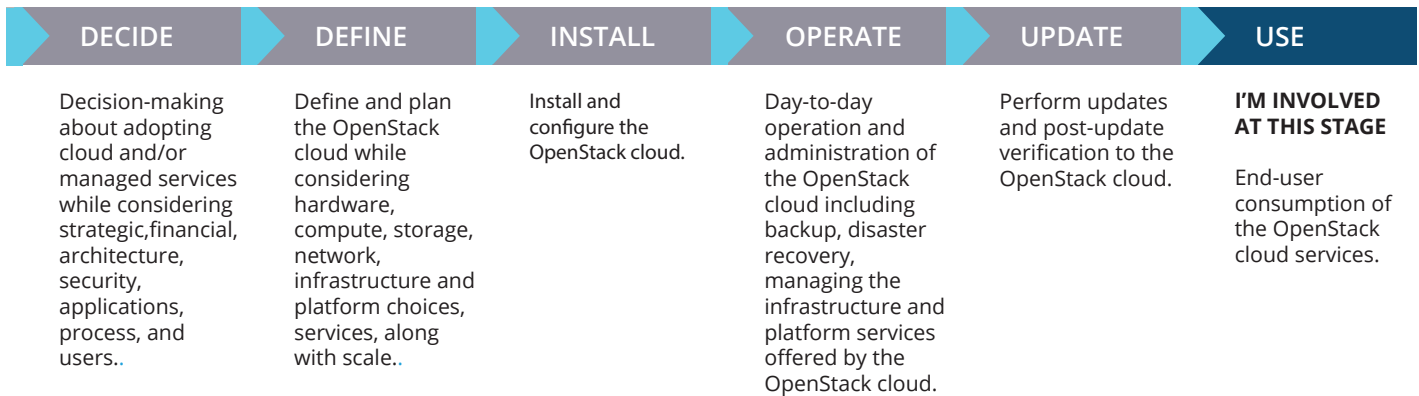 DECIDE
DEFINE
INSTALL
OPERATE
UPDATE
USE
Decision-making
about adopting
cloud and/or
managed services
while considering
strategic,financial,
architecture,
security,
applications,
process, and
users..
Define and plan
the OpenStack
cloud while
considering
hardware,
compute, storage,
network,
infrastructure and
platform choices,
services, along
with scale..
Install and
configure the
OpenStack cloud.
Day-to-day
operation and
administration of
the OpenStack
cloud including
backup, disaster
recovery,
managing the
infrastructure and
platform services
offered by the
OpenStack cloud.
Perform updates
and post-update
verification to the
OpenStack cloud.
I’M INVOLVED
AT THIS STAGE
End-user
consumption of
the OpenStack
cloud services.